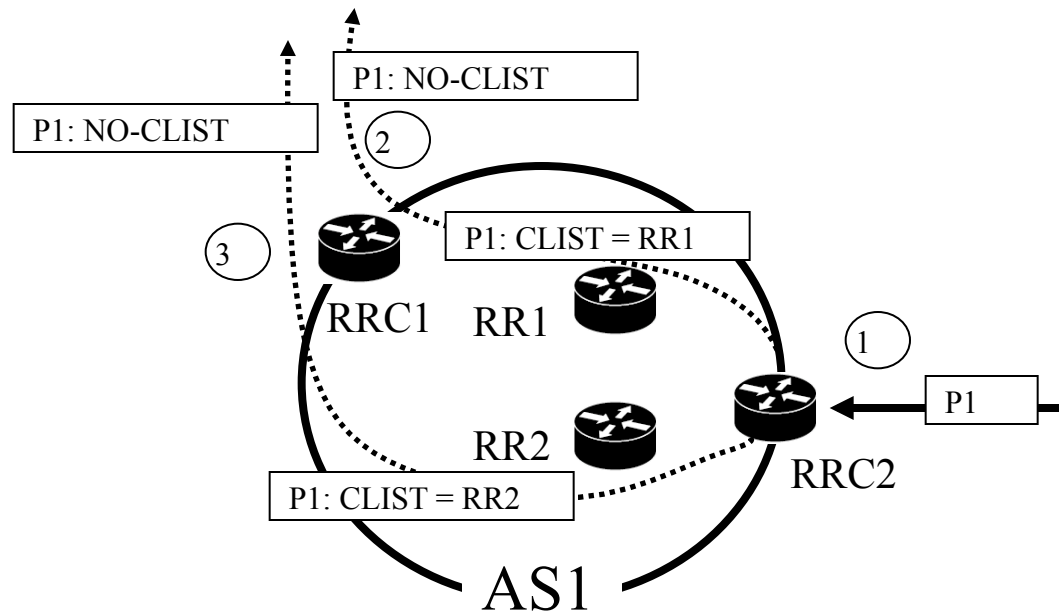 P1: NO-CLIST
P1: NO-CLIST
2
P1: CLIST = RR1
3
RRC1
RR1
1
P1
RR2
RRC2
P1: CLIST = RR2
AS1